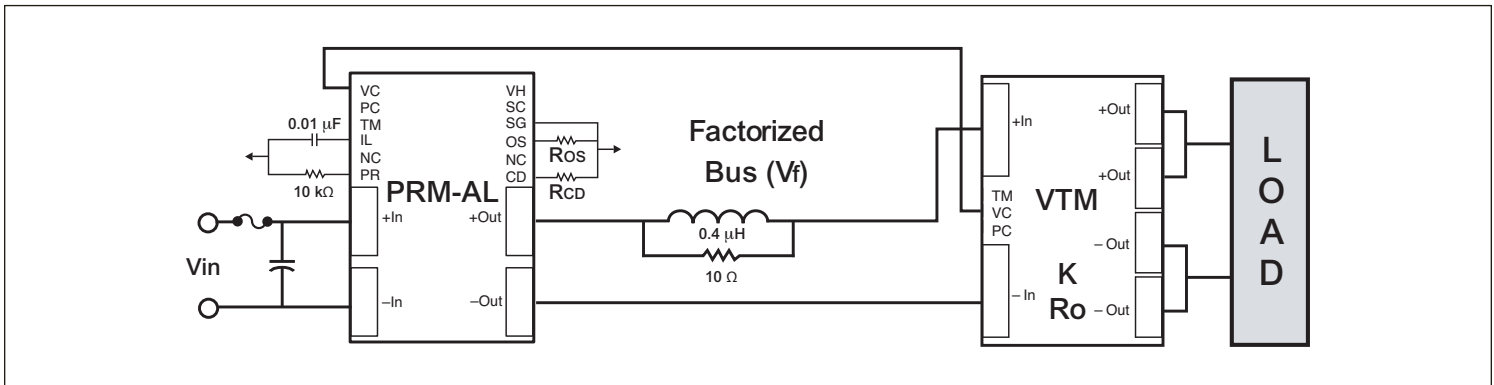 VC
PC
TM
IL
NC
PR
0.01 μF
10 kΩ
VH
SC
SG
OS
NC
CD
ROS
RCD
PRM-AL
+In
–In
+Out
–Out
Vin
Factorized
Bus (Vf)
0.4 μH
10 Ω
+In
TM
VC
PC
– In
VTM
K
Ro
+Out
+Out
– Out
– Out
L
O
A
D